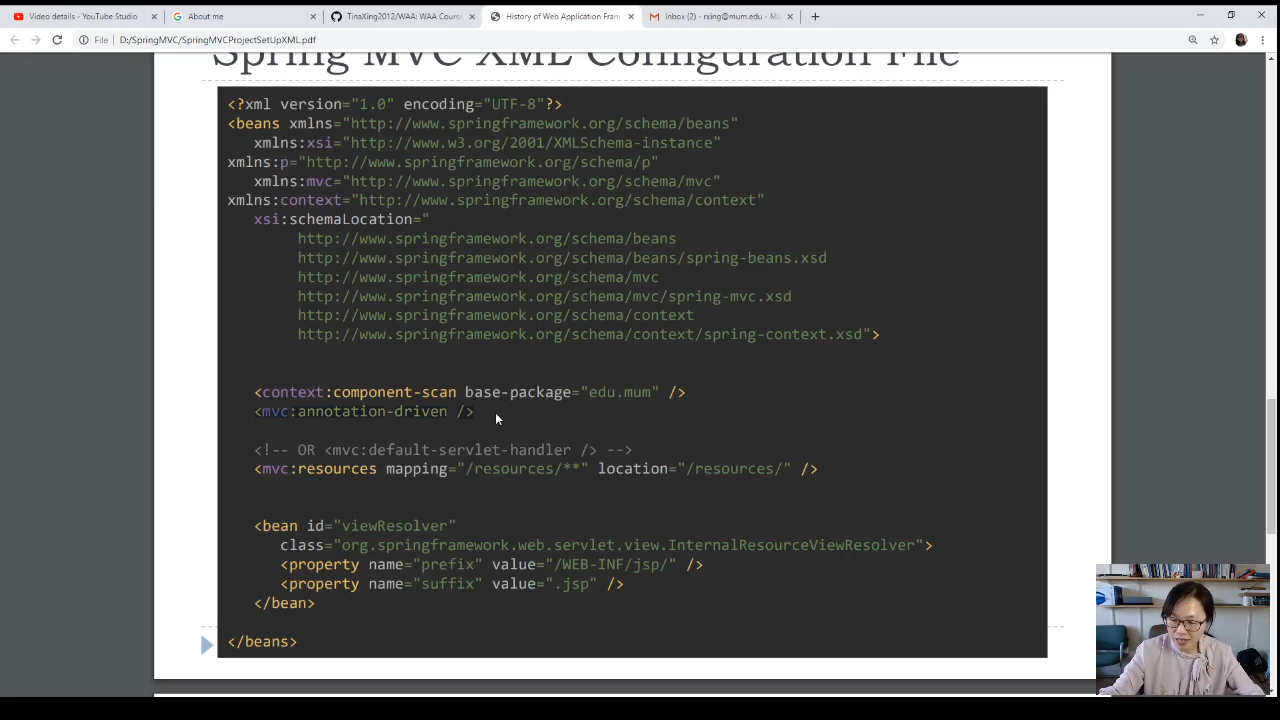 Video details - YouTube Studio
About me
TinaXing2012/WAA: WAA Cours
History of Web Application Fram
Inbox (2) - rxing@mum.edu - M
File
D:/SpringMVC/SpringMVCProjectSetUpXML.pdf
Spring MVC XML Configuration File
<?xml version="1.0" encoding="UTF-8"?>
<beans xmlns="http://www.springframework.org/schema/beans"
xmlns:xsi="http://www.w3.org/2001/XMLSchema-instance"
xmlns:p="http://www.springframework.org/schema/p"
xmlns:mvc="http://www.springframework.org/schema/mvc"
xmlns:context="http://www.springframework.org/schema/context"
xsi:schemaLocation="
http://www.springframework.org/schema/beans
http://www.springframework.org/schema/beans/spring-beans.xsd
http://www.springframework.org/schema/mvc
http://www.springframework.org/schema/mvc/spring-mvc.xsd
http://www.springframework.org/schema/context
http://www.springframework.org/schema/context/spring-context.xsd">
<context:component-scan base-package="edu.mum" />
<mvc:annotation-driven />
<!-- OR <mvc:default-servlet-handler /> -->
<mvc:resources mapping="/resources/**" location="/resources/" />
<bean id="viewResolver"
class="org.springframework.web.servlet.view.InternalResourceViewResolver">
<property name="prefix" value="/WEB-INF/jsp/" />
<property name="suffix" value=".jsp" />
</bean>
</beans>